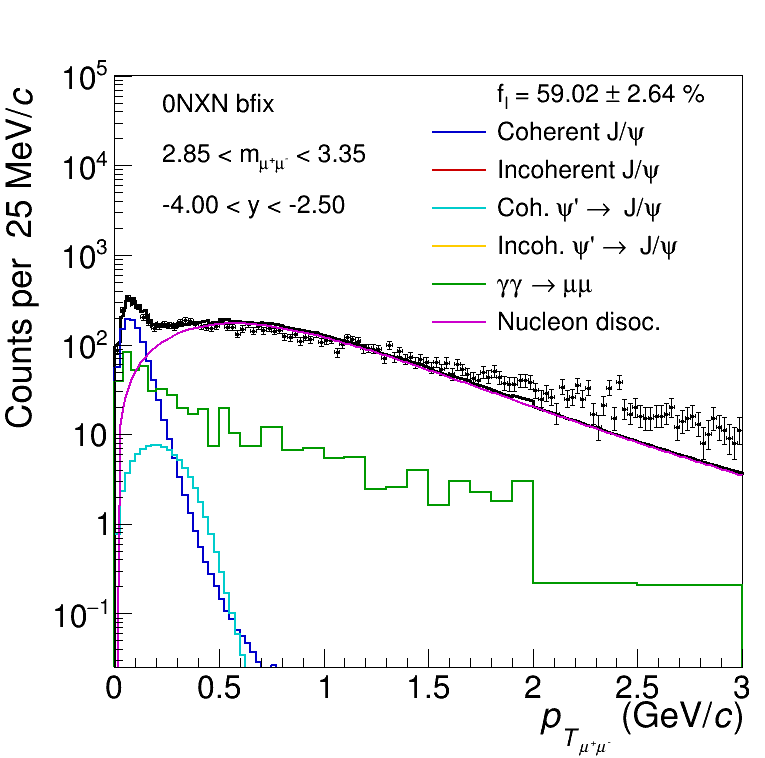 0NXN bfix
2.85 < m_{μ⁺μ⁻} < 3.35
-4.00 < y < -2.50
f_I = 59.02 ± 2.64 %
Coherent J/ψ
Incoherent J/ψ
Coh. ψ' → J/ψ
Incoh. ψ' → J/ψ
γγ → μμ
Nucleon disoc.
Counts per 25 MeV/c
10⁵
10⁴
10³
10²
10
1
10⁻¹
0 0.5 1 1.5 2 2.5 3
p_{T μ⁺μ⁻} (GeV/c)